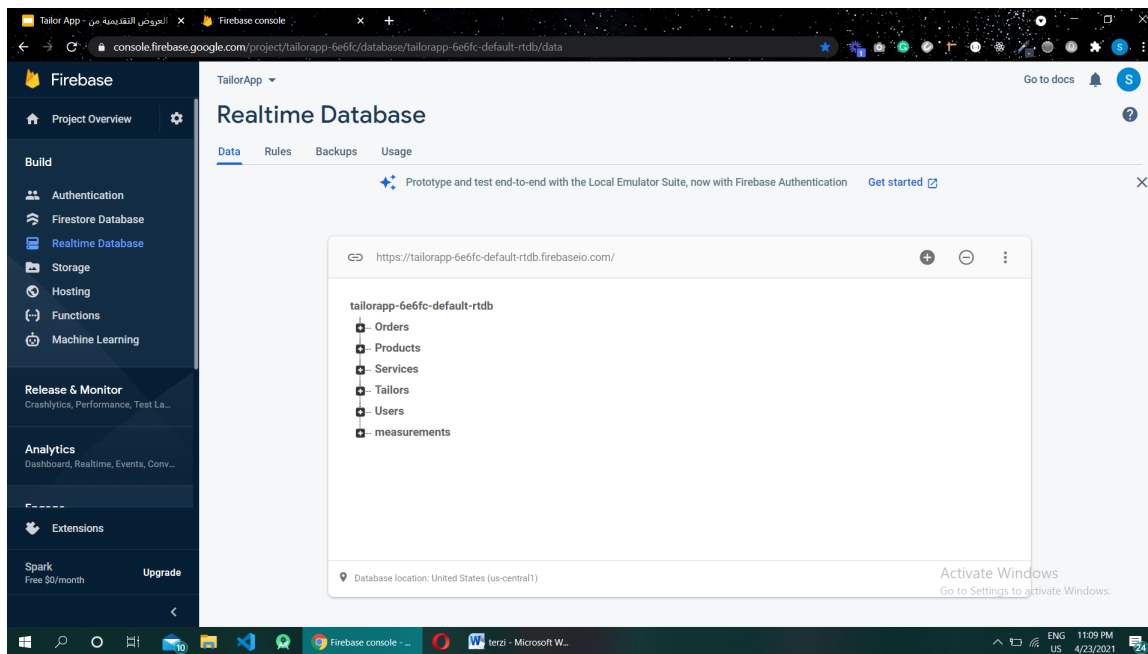 العروض التقديمية من - Tailor App
Firebase console
console.firebase.google.com/project/tailorapp-6e6fc/database/tailorapp-6e6fc-default-rtdb/data
Firebase
Project Overview
Build
Authentication
Firestore Database
Realtime Database
Storage
Hosting
Functions
Machine Learning
Release & Monitor
Crashlytics, Performance, Test La...
Analytics
Dashboard, Realtime, Events, Conv...
Extensions
Spark
Free $0/month
Upgrade
TailorApp
Go to docs
S
Realtime Database
Data Rules Backups Usage
Prototype and test end-to-end with the Local Emulator Suite, now with Firebase Authentication Get started
https://tailorapp-6e6fc-default-rtdb.firebaseio.com/
tailorapp-6e6fc-default-rtdb
Orders
Products
Services
Tailors
Users
measurements
Database location: United States (us-central1)
Activate Windows
Go to Settings to activate Windows.
10
Firebase console - ...
terzi - Microsoft W...
ENG
US
11:09 PM
4/23/2021
24